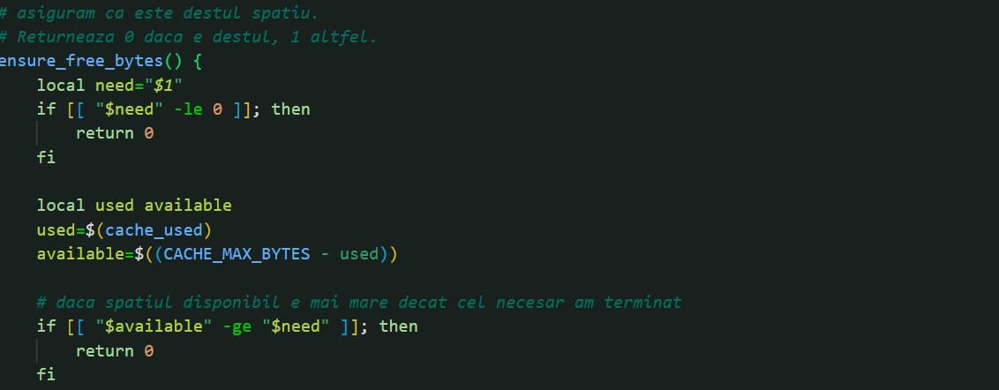 # asiguram ca este destul spatiu.
# Returneaza 0 daca e destul, 1 altfel.
ensure_free_bytes() {
    local need="$1"
    if [[ "$need" -le 0 ]]; then
        return 0
    fi

    local used available
    used=$(cache_used)
    available=$((CACHE_MAX_BYTES - used))

    # daca spatiul disponibil e mai mare decat cel necesar am terminat
    if [[ "$available" -ge "$need" ]]; then
        return 0
    fi